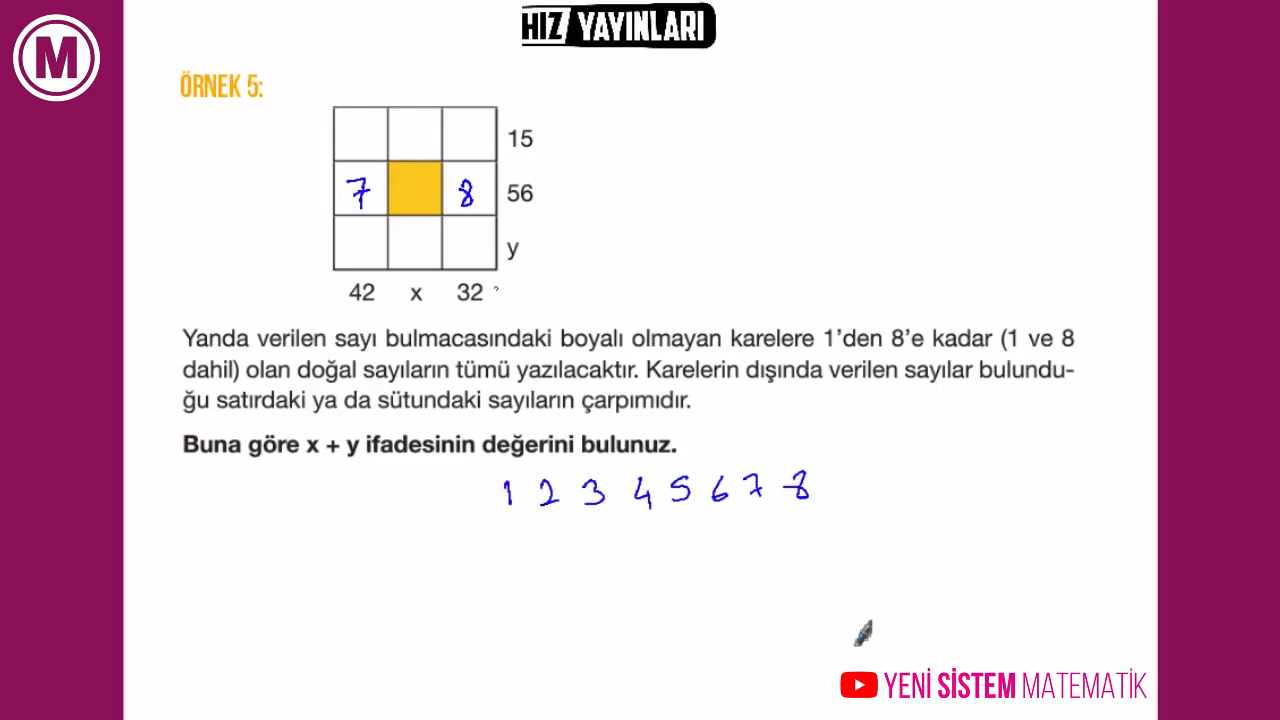 HIZ YAYINLARI
M
ÖRNEK 5:
15
7 8 56
y
42 x 32
Yanda verilen sayı bulmacasındaki boyalı olmayan karelere 1’den 8’e kadar (1 ve 8
dahil) olan doğal sayıların tümü yazılacaktır. Karelerin dışında verilen sayılar bulundu-
ğu satırdaki ya da sütundaki sayıların çarpımıdır.
Buna göre x + y ifadesinin değerini bulunuz.
1 2 3 4 5 6 7 8
YENİ SİSTEM MATEMATİK